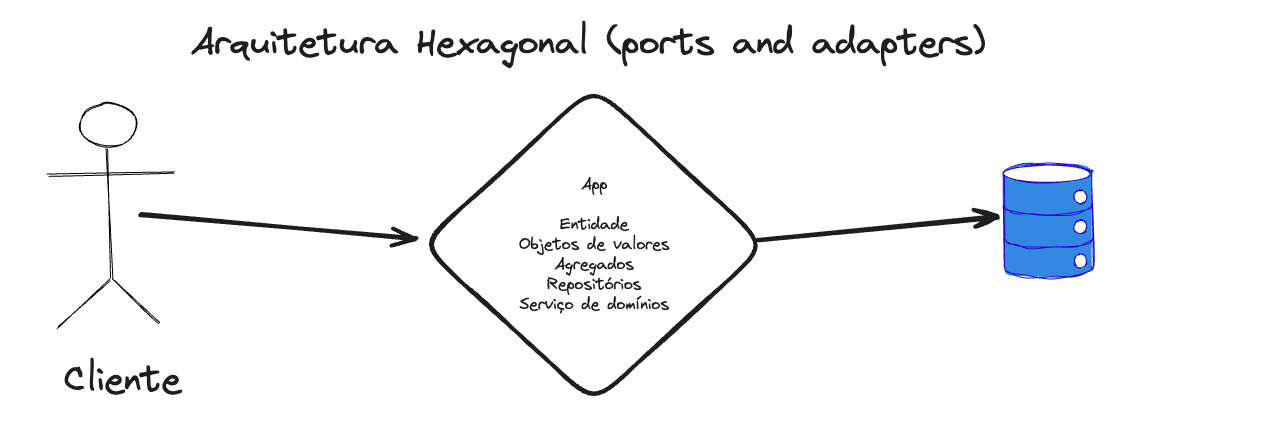 Arquitetura Hexagonal (ports and adapters)
App
Entidade
Objetos de valores
Agregados
Repositórios
Serviço de domínios
Cliente